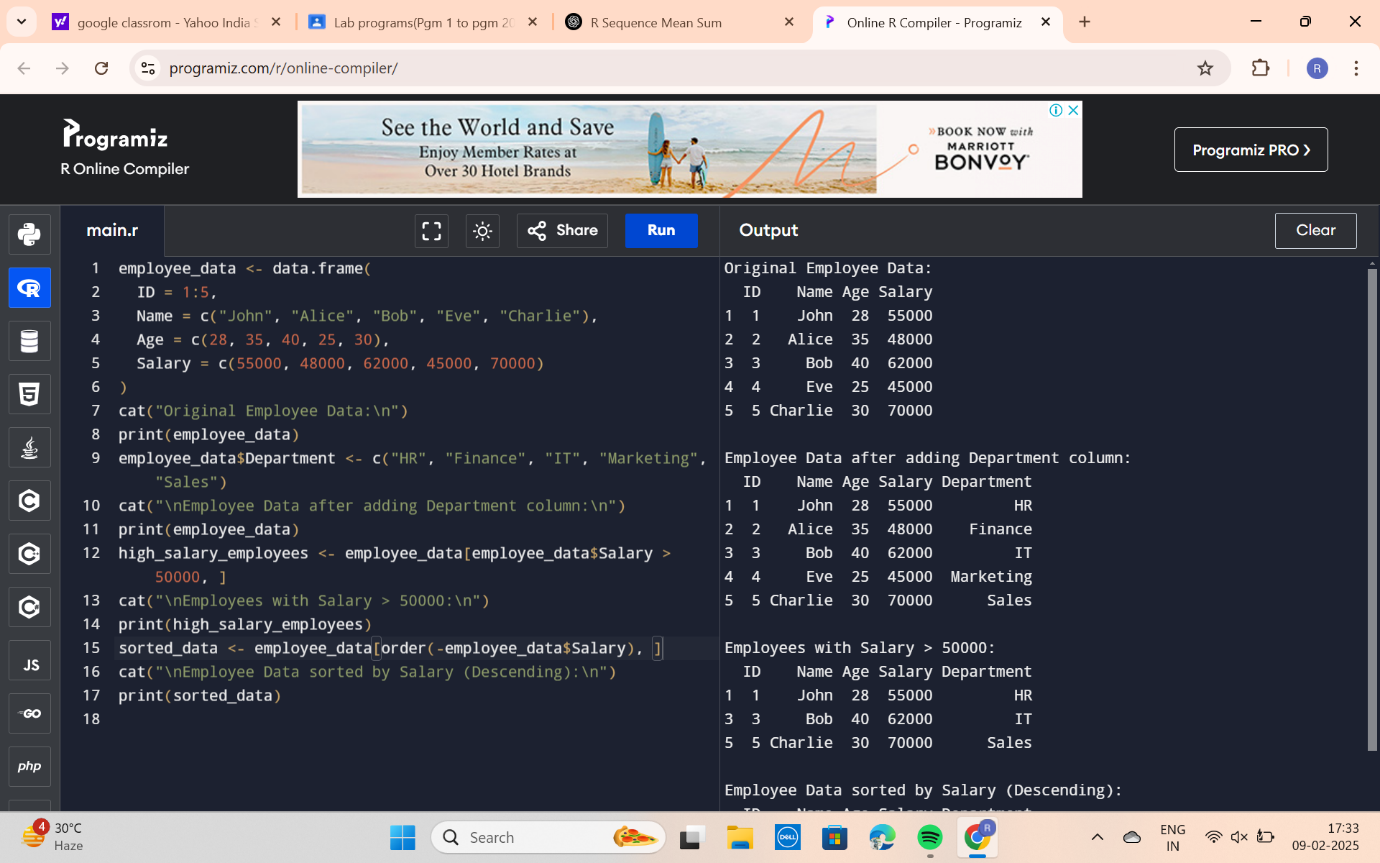 google classrom - Yahoo India S
Lab programs(Pgm 1 to pgm 20
R Sequence Mean Sum
Online R Compiler - Programiz
programiz.com/r/online-compiler/
R
Programiz
R Online Compiler
See the World and Save
Enjoy Member Rates at
Over 30 Hotel Brands
BOOK NOW with
MARRIOTT
BONVOY
Programiz PRO
main.r
Share
Run
Output
Clear
1 employee_data <- data.frame(
2 ID = 1:5,
3 Name = c("John", "Alice", "Bob", "Eve", "Charlie"),
4 Age = c(28, 35, 40, 25, 30),
5 Salary = c(55000, 48000, 62000, 45000, 70000)
6 )
7 cat("Original Employee Data:\n")
8 print(employee_data)
9 employee_data$Department <- c("HR", "Finance", "IT", "Marketing",
"Sales")
10 cat("\nEmployee Data after adding Department column:\n")
11 print(employee_data)
12 high_salary_employees <- employee_data[employee_data$Salary >
50000, ]
13 cat("\nEmployees with Salary > 50000:\n")
14 print(high_salary_employees)
15 sorted_data <- employee_data[order(-employee_data$Salary), ]
16 cat("\nEmployee Data sorted by Salary (Descending):\n")
17 print(sorted_data)
18
Original Employee Data:
ID Name Age Salary
1 1 John 28 55000
2 2 Alice 35 48000
3 3 Bob 40 62000
4 4 Eve 25 45000
5 5 Charlie 30 70000
Employee Data after adding Department column:
ID Name Age Salary Department
1 1 John 28 55000 HR
2 2 Alice 35 48000 Finance
3 3 Bob 40 62000 IT
4 4 Eve 25 45000 Marketing
5 5 Charlie 30 70000 Sales
Employees with Salary > 50000:
ID Name Age Salary Department
1 1 John 28 55000 HR
3 3 Bob 40 62000 IT
5 5 Charlie 30 70000 Sales
Employee Data sorted by Salary (Descending):
ID Name Age Salary Department
JS
GO
php
4
30°C
Haze
Search
DELL
R
ENG
IN
17:33
09-02-2025